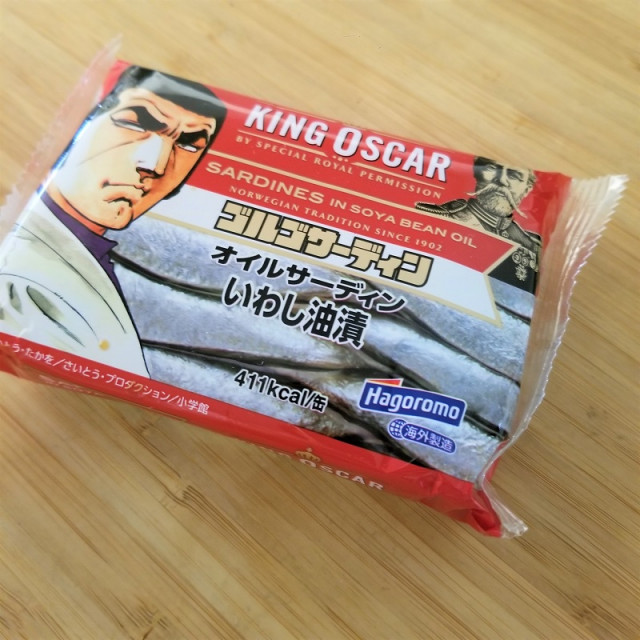 KING OSCAR
BY SPECIAL ROYAL PERMISSION
SARDINES IN SOYA BEAN OIL
NORWEGIAN TRADITION SINCE 1902
ゴルゴサーディン
オイルサーディン
いわし油漬
411kcal/缶
Hagoromo
海外製造
とう・たかを/さいとう・プロダクション/小学館
KING OSCAR